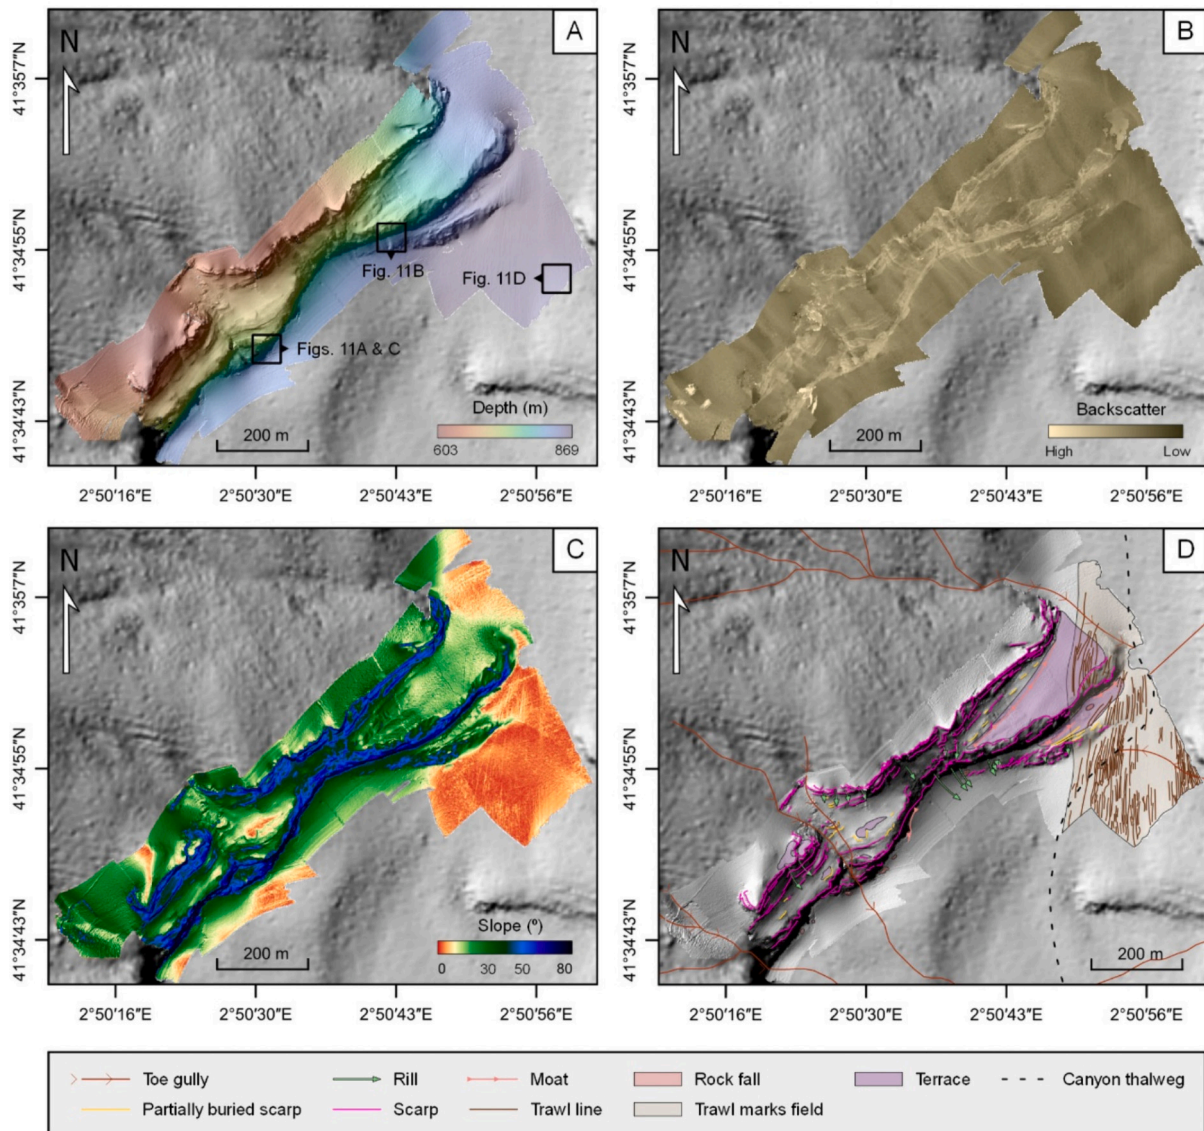 N
A
41°35'7"N
41°34'55"N
41°34'43"N
Fig. 11B
Fig. 11D
Figs. 11A & C
Depth (m)
603
869
200 m
2°50'16"E
2°50'30"E
2°50'43"E
2°50'56"E
N
B
41°35'7"N
41°34'55"N
41°34'43"N
Backscatter
High
Low
200 m
2°50'16"E
2°50'30"E
2°50'43"E
2°50'56"E
N
C
41°35'7"N
41°34'55"N
41°34'43"N
Slope (º)
0
30
50
80
200 m
2°50'16"E
2°50'30"E
2°50'43"E
2°50'56"E
N
D
41°35'7"N
41°34'55"N
41°34'43"N
200 m
2°50'16"E
2°50'30"E
2°50'43"E
2°50'56"E
Toe gully
Rill
Moat
Rock fall
Terrace
Canyon thalweg
Partially buried scarp
Scarp
Trawl line
Trawl marks field